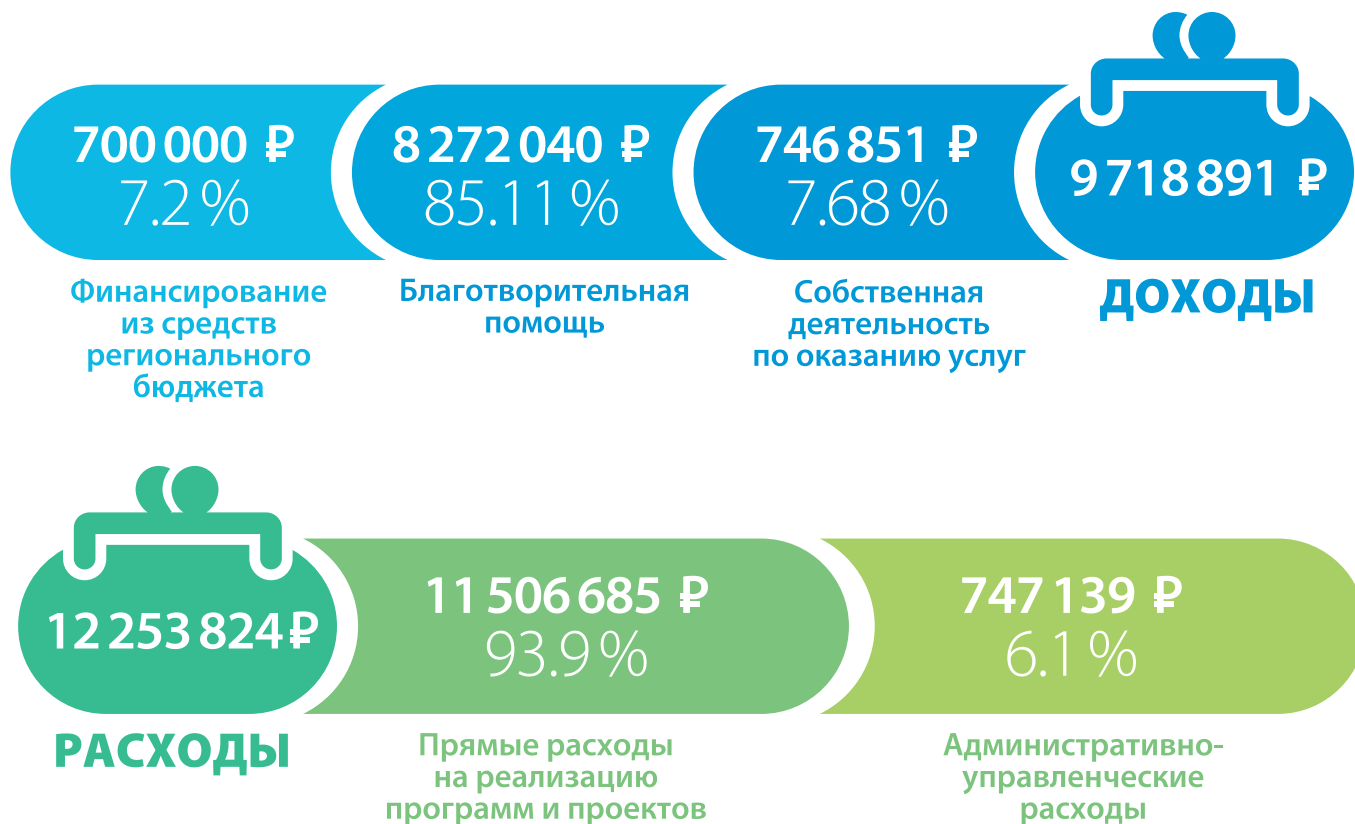 700 000 ₽
7.2 %
Финансирование
из средств
регионального
бюджета
8 272 040 ₽
85.11 %
Благотворительная
помощь
746 851 ₽
7.68 %
Собственная
деятельность
по оказанию услуг
9 718 891 ₽
ДОХОДЫ
12 253 824 ₽
РАСХОДЫ
11 506 685 ₽
93.9 %
Прямые расходы
на реализацию
программ и проектов
747 139 ₽
6.1 %
Административно-
управленческие
расходы